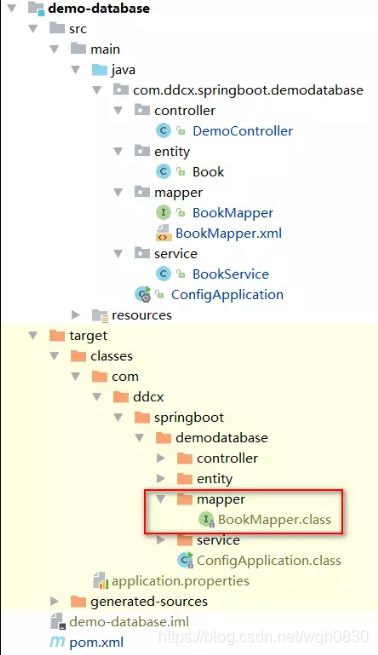 demo-database
src
main
java
com.ddcx.springboot.demodatabase
controller
C DemoController
entity
C Book
mapper
I BookMapper
BookMapper.xml
service
C BookService
ConfigApplication
resources
target
classes
com
ddcx
springboot
demodatabase
controller
entity
mapper
I BookMapper.class
service
ConfigApplication.class
application.properties
generated-sources
demo-database.iml
https://blog.csdn.net/wqh0830
m pom.xml